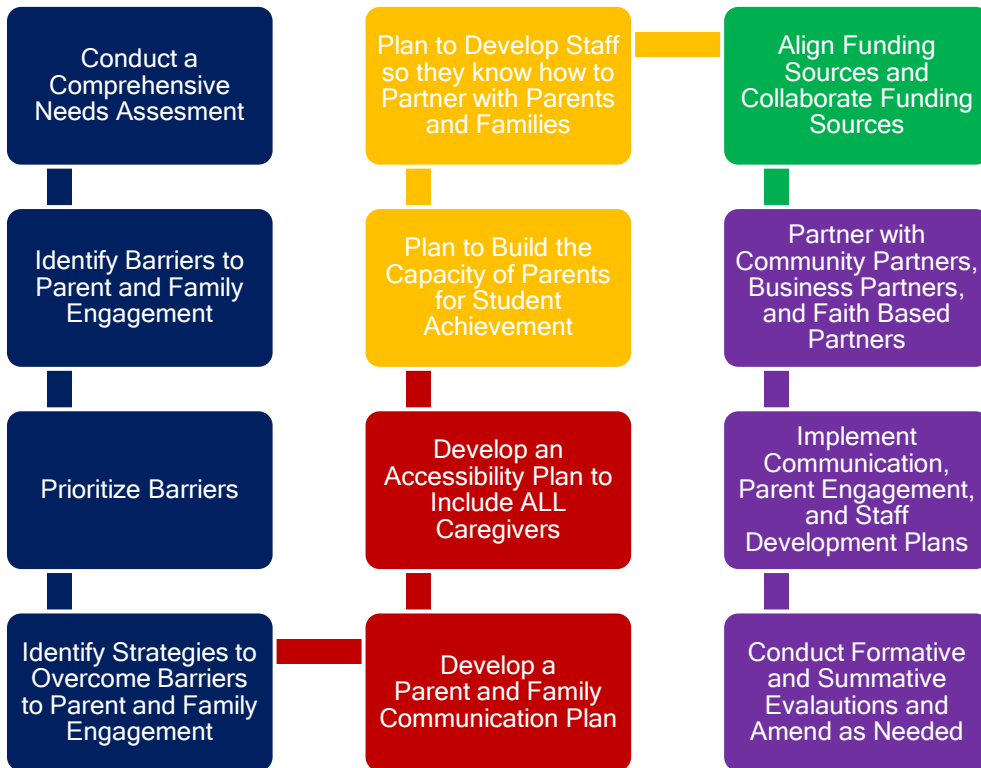 Conduct a
Comprehensive
Needs Assesment
Identify Barriers to
Parent and Family
Engagement
Prioritize Barriers
Identify Strategies to
Overcome Barriers
to Parent and Family
Engagement
Develop a
Parent and Family
Communication Plan
Develop an
Accessibility Plan to
Include ALL
Caregivers
Plan to Build the
Capacity of Parents
for Student
Achievement
Plan to Develop Staff
so they know how to
Partner with Parents
and Families
Align Funding
Sources and
Collaborate Funding
Sources
Partner with
Community Partners,
Business Partners,
and Faith Based
Partners
Implement
Communication,
Parent Engagement,
and Staff
Development Plans
Conduct Formative
and Summative
Evalautions and
Amend as Needed